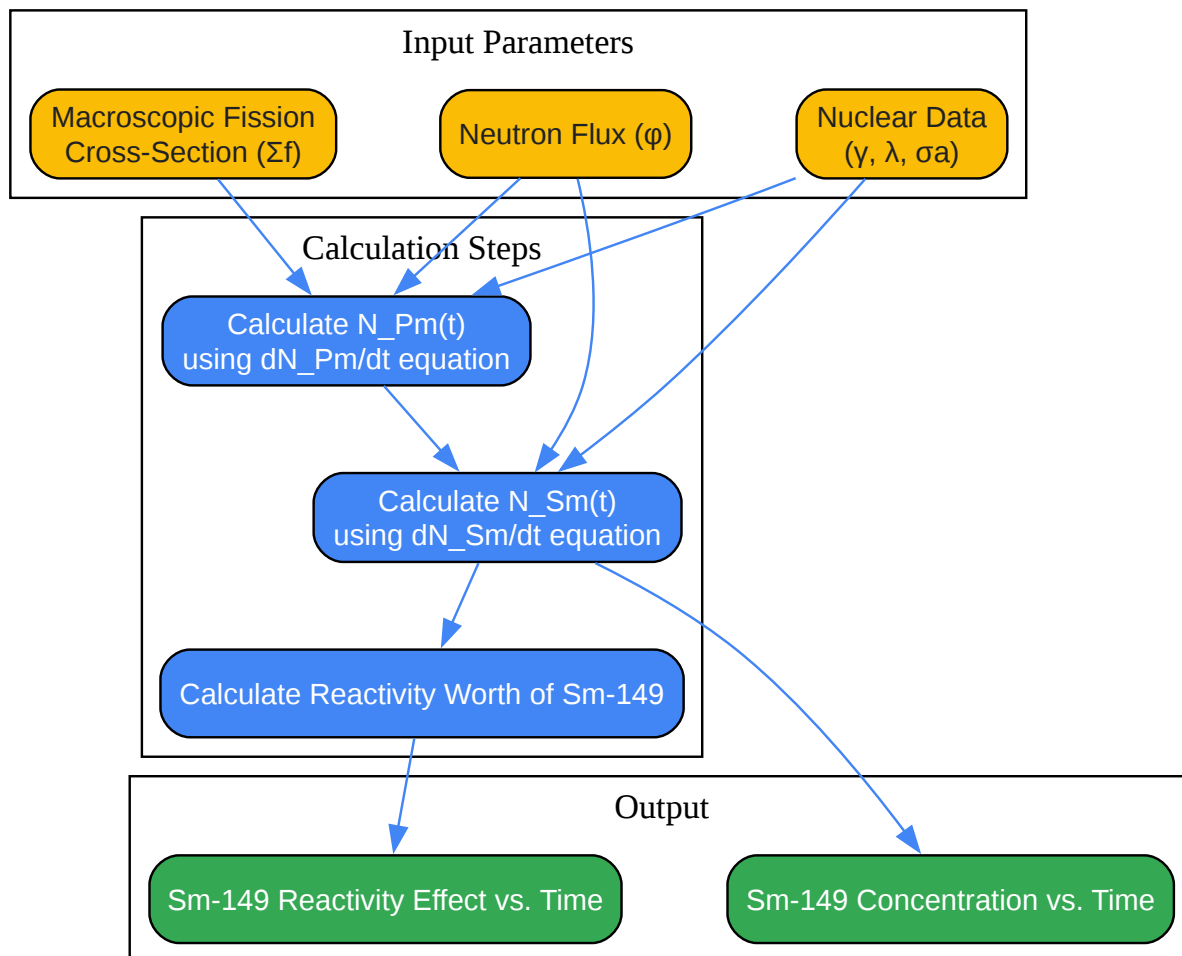 Input Parameters
Macroscopic Fission
Cross-Section (Σf)
Neutron Flux (φ)
Nuclear Data
(γ, λ, σa)
Calculation Steps
Calculate N_Pm(t)
using dN_Pm/dt equation
Calculate N_Sm(t)
using dN_Sm/dt equation
Calculate Reactivity Worth of Sm-149
Output
Sm-149 Reactivity Effect vs. Time
Sm-149 Concentration vs. Time